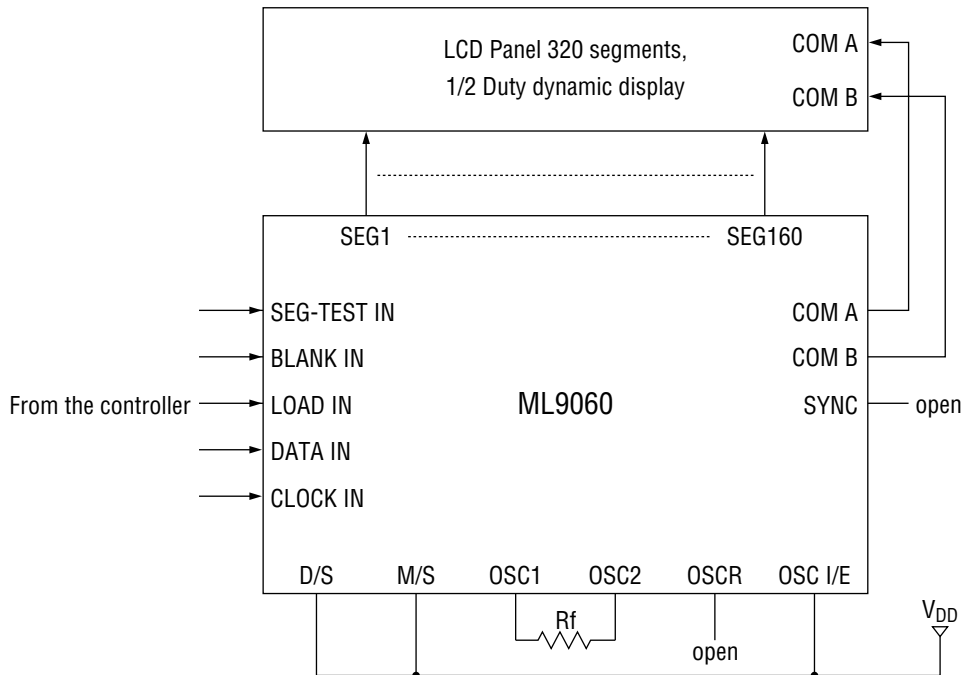 LCD Panel 320 segments,
1/2 Duty dynamic display
COM A
COM B
SEG1
SEG160
SEG-TEST IN
BLANK IN
From the controller
LOAD IN
DATA IN
CLOCK IN
ML9060
COM A
COM B
SYNC
open
D/S
M/S
OSC1
OSC2
OSCR
OSC I/E
Rf
open
VDD